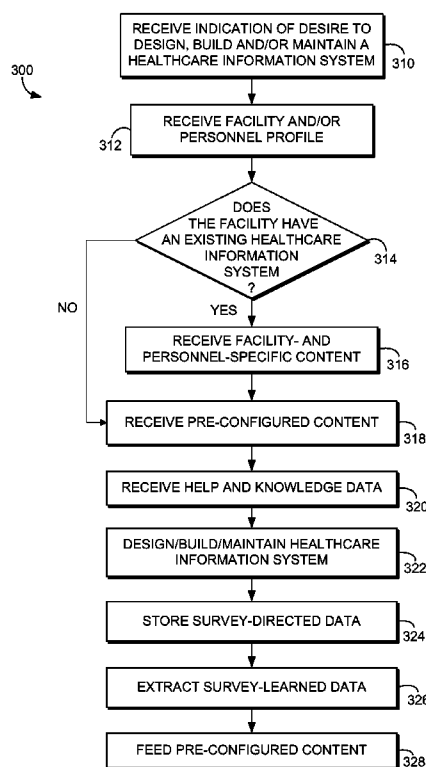 RECEIVE INDICATION OF DESIRE TO
DESIGN, BUILD AND/OR MAINTAIN A
HEALTHCARE INFORMATION SYSTEM
310
300
RECEIVE FACILITY AND/OR
PERSONNEL PROFILE
312
DOES
THE FACILITY HAVE
AN EXISTING HEALTHCARE
INFORMATION
SYSTEM
?
314
NO
YES
RECEIVE FACILITY- AND
PERSONNEL-SPECIFIC CONTENT
316
RECEIVE PRE-CONFIGURED CONTENT
318
RECEIVE HELP AND KNOWLEDGE DATA
320
DESIGN/BUILD/MAINTAIN HEALTHCARE
INFORMATION SYSTEM
322
STORE SURVEY-DIRECTED DATA
324
EXTRACT SURVEY-LEARNED DATA
326
FEED PRE-CONFIGURED CONTENT
328